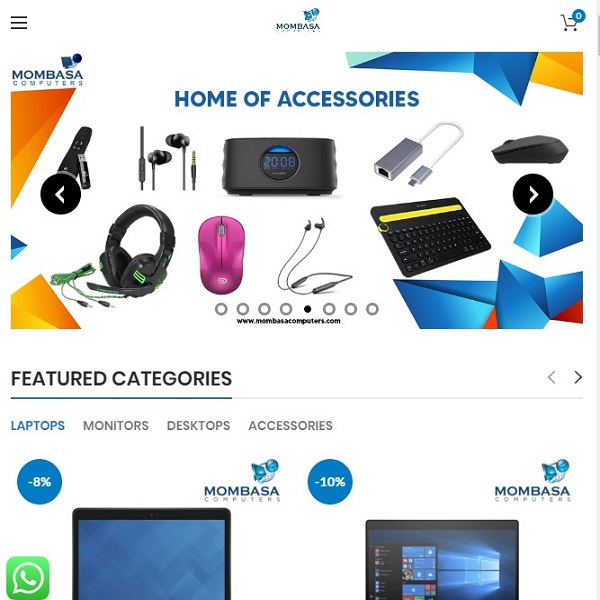 MOMBASA
COMPUTERS
0
MOMBASA
COMPUTERS
HOME OF ACCESSORIES
20:08
www.mombasacomputers.com
FEATURED CATEGORIES
LAPTOPS MONITORS DESKTOPS ACCESSORIES
-8%
MOMBASA
COMPUTERS
-10%
MOMBASA
COMPUTERS